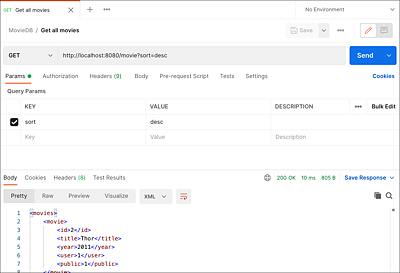 GET Get all movies
No Environment
MovieDB / Get all movies
Save
GET http://localhost:8080/movie?sort=desc Send
Params Authorization Headers (9) Body Pre-request Script Tests Settings Cookies
Query Params
KEY VALUE DESCRIPTION Bulk Edit
sort desc
Key Value Description
Body Cookies Headers (8) Test Results 200 OK 10 ms 805 B Save Response
Pretty Raw Preview Visualize XML
1 <movies>
2 <movie>
3 <id>2</id>
4 <title>Thor</title>
5 <year>2011</year>
6 <user>1</user>
7 <public>1</public>
8 </movie>